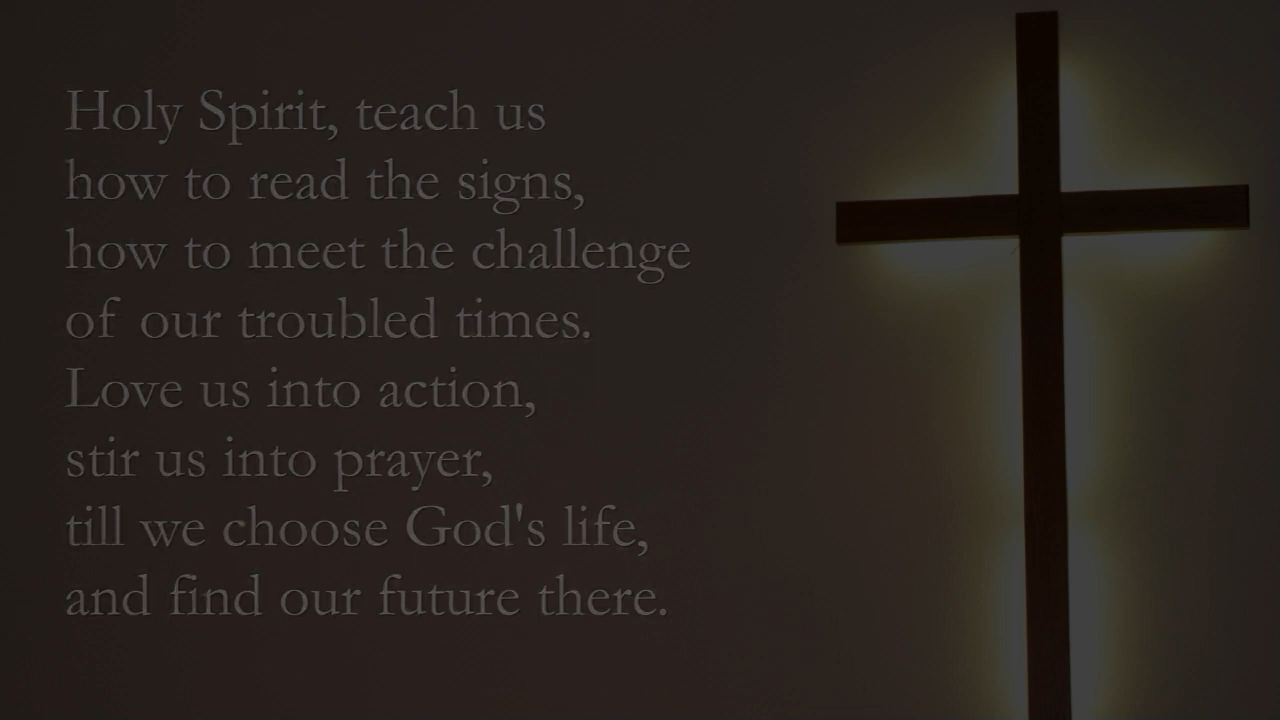 Holy Spirit, teach us
how to read the signs,
how to meet the challenge
of our troubled times.
Love us into action,
stir us into prayer,
till we choose God's life,
and find our future there.